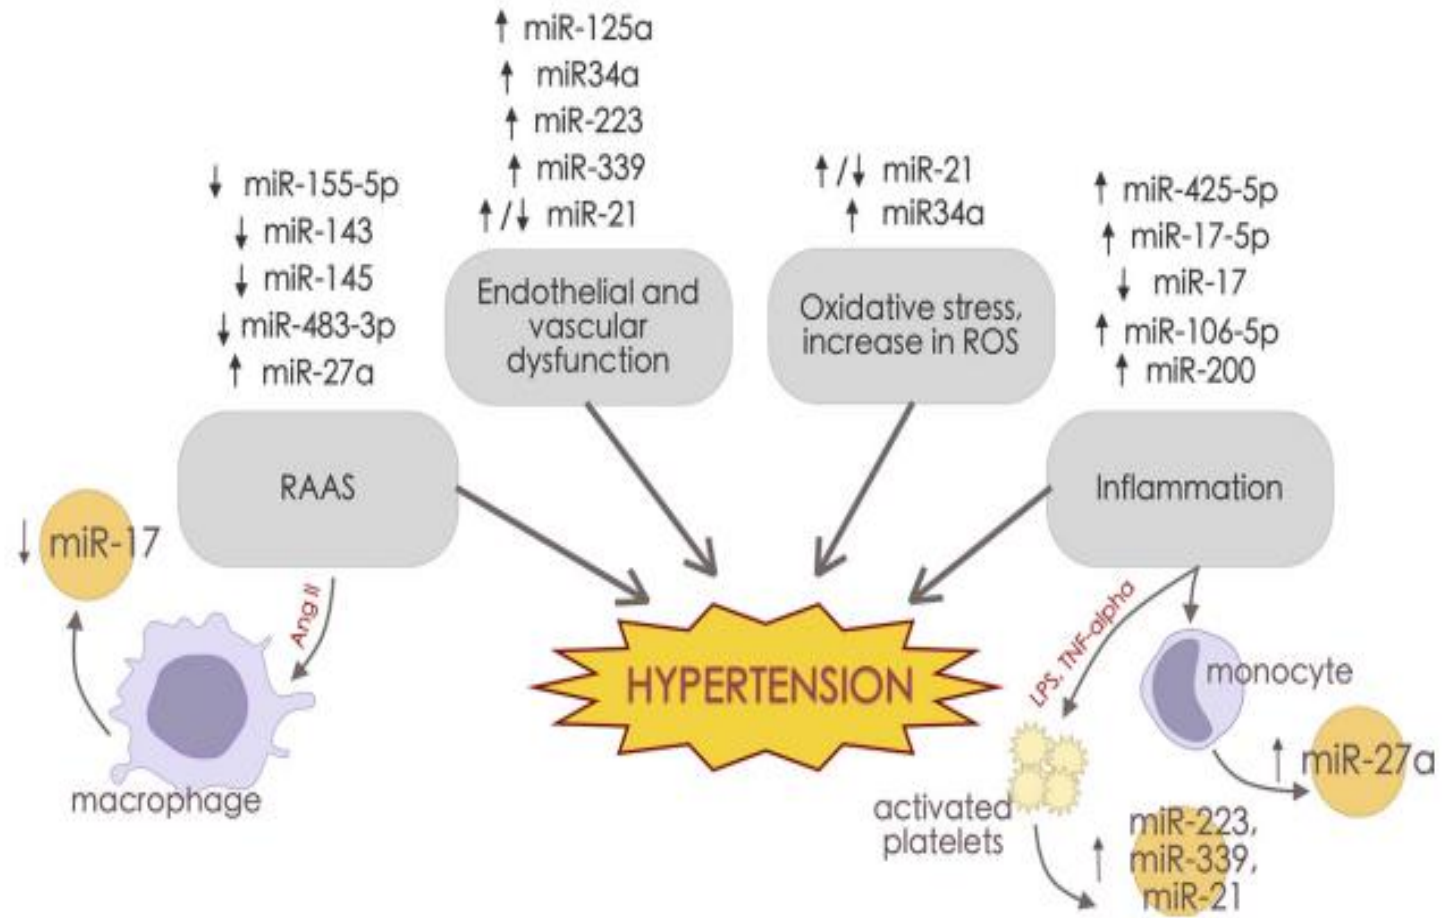 ↑ miR-125a
↑ miR34a
↑ miR-223
↑ miR-339
↑/↓ miR-21
Endothelial and
vascular
dysfunction
↓ miR-155-5p
↓ miR-143
↓ miR-145
↓ miR-483-3p
↑ miR-27a
RAAS
↑/↓ miR-21
↑ miR34a
Oxidative stress,
increase in ROS
↑ miR-425-5p
↑ miR-17-5p
↓ miR-17
↑ miR-106-5p
↑ miR-200
Inflammation
↓ miR-17
Ang II
macrophage
HYPERTENSION
LPS, TNF-alpha
monocyte
↑ miR-27a
activated
platelets
↑ miR-223,
miR-339,
miR-21